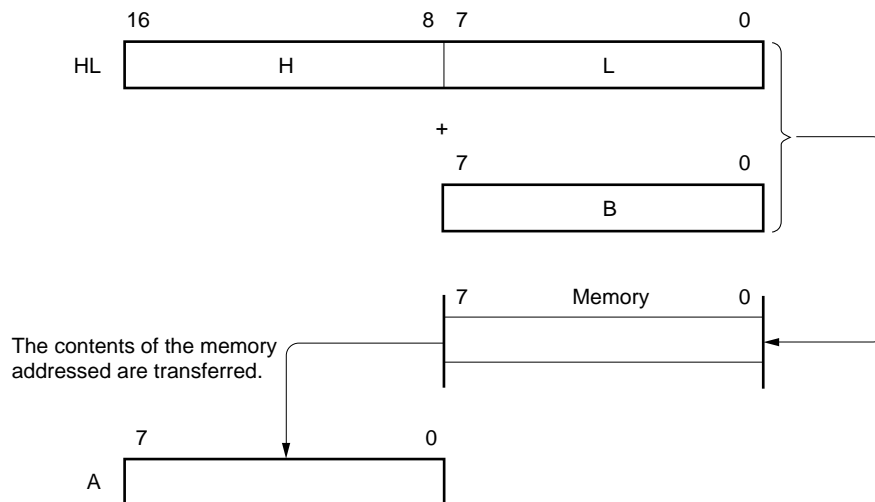 16 8 7 0
HL H L
+
7 0
B
7 Memory 0
The contents of the memory
addressed are transferred.
7 0
A